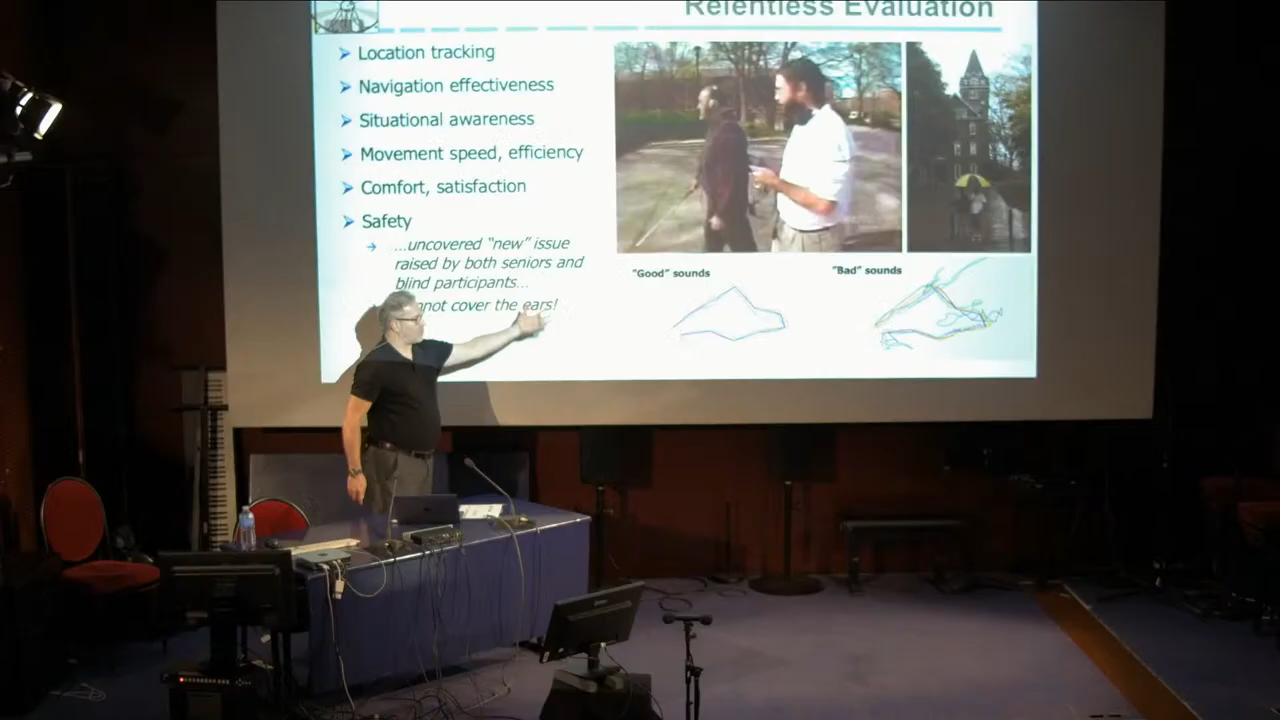 Relentless Evaluation
Location tracking
Navigation effectiveness
Situational awareness
Movement speed, efficiency
Comfort, satisfaction
Safety
...uncovered "new" issue
raised by both seniors and
blind participants...
not cover the ears!
"Good" sounds
"Bad" sounds